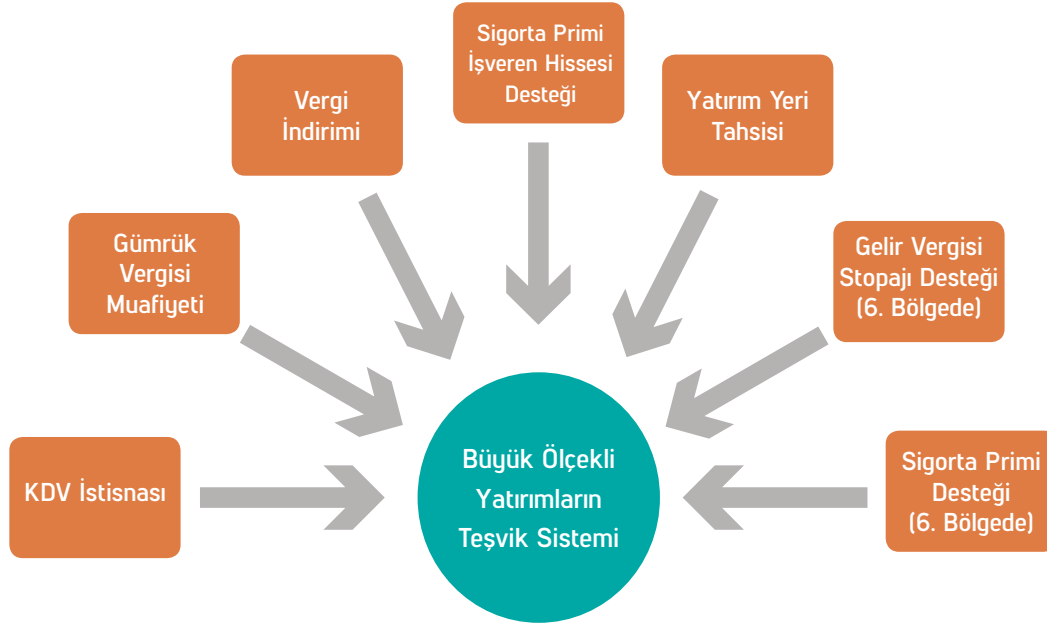 Sigorta Primi
İşveren Hissesi
Desteği
Vergi
İndirimi
Yatırım Yeri
Tahsisi
Gümrük
Vergisi
Muafiyeti
Gelir Vergisi
Stopajı Desteği
(6. Bölgede)
KDV İstisnası
Büyük Ölçekli
Yatırımların
Teşvik Sistemi
Sigorta Primi
Desteği
(6. Bölgede)